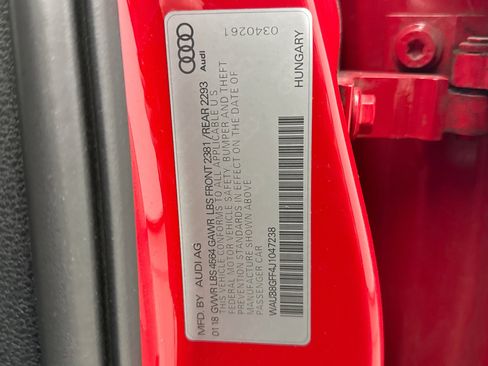 MFD. BY AUDI AG
01 18 GVWR LBS 4564 GAWR LBS FRONT 2381 / REAR 2293
THIS CAR CONFORMS TO ALL APPLICABLE U S
FEDERAL MOTOR VEHICLE SAFETY, BUMPER AND THEFT
PREVENTION STANDARDS IN EFFECT ON THE DATE OF
MANUFACTURE SHOWN ABOVE
PASSENGER CAR
WAU88GFF4J1047238
HUNGARY
Audi
0340261